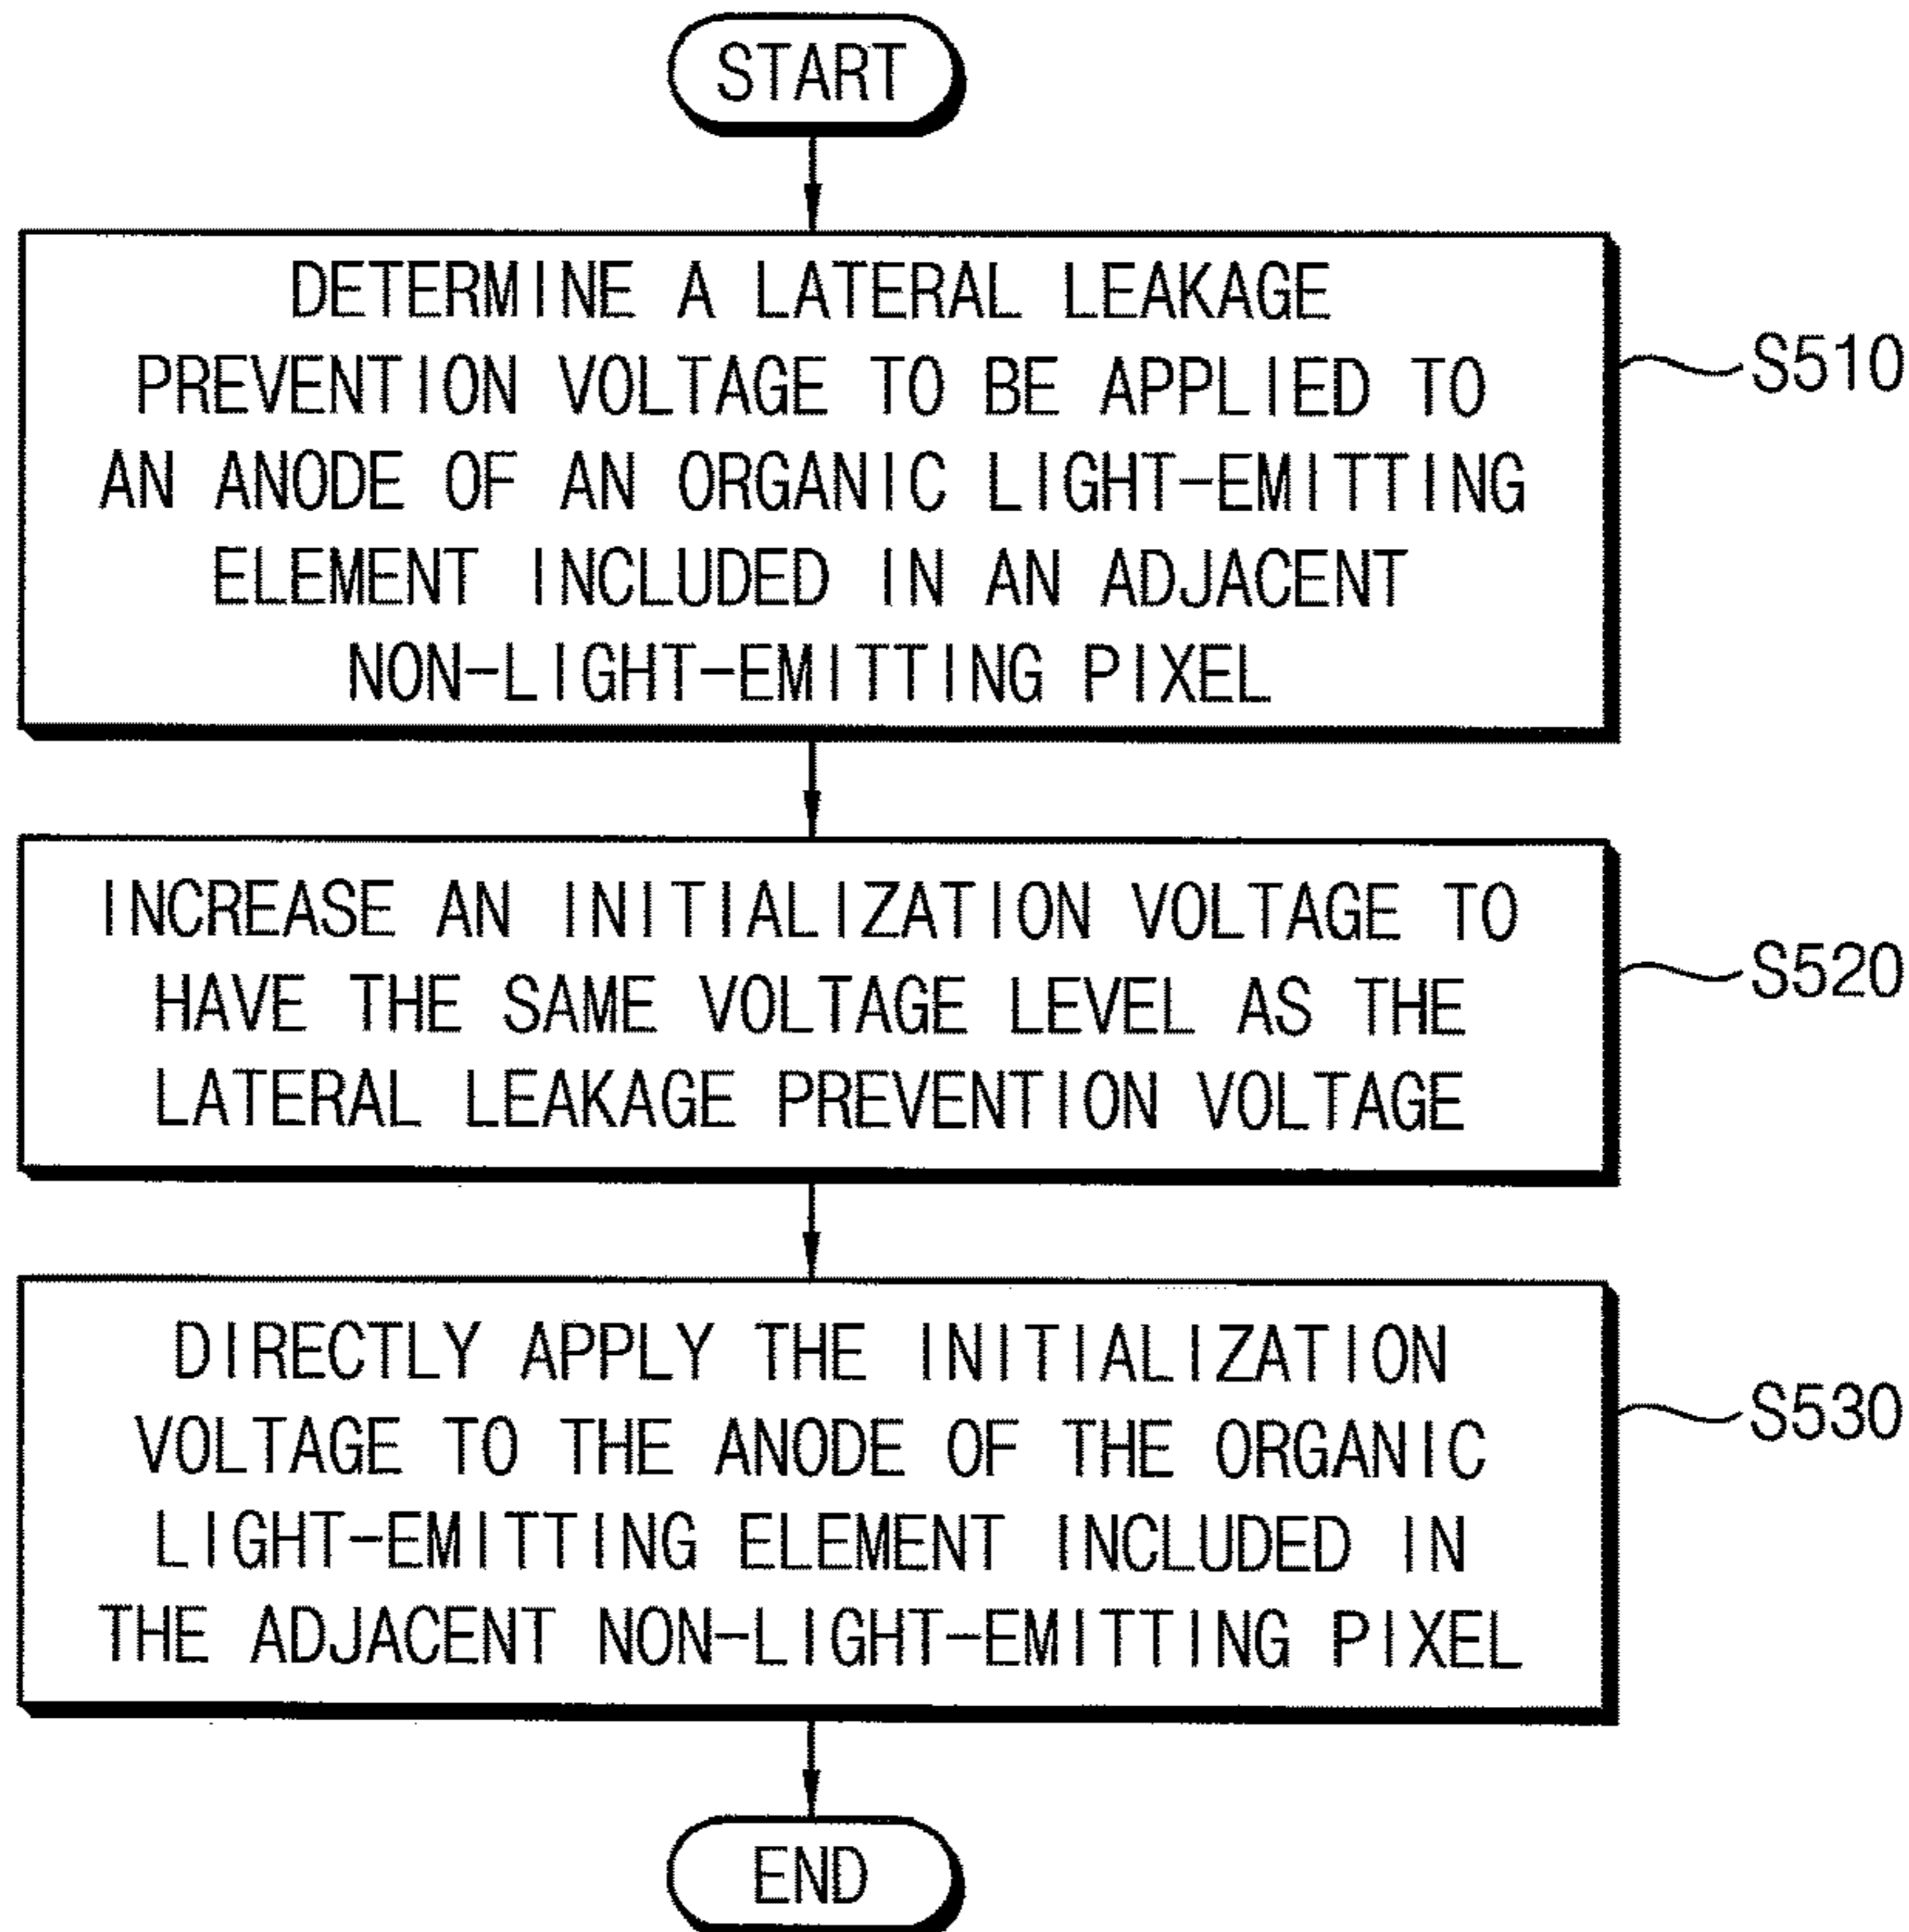 START
DETERMINE A LATERAL LEAKAGE
PREVENTION VOLTAGE TO BE APPLIED TO
AN ANODE OF AN ORGANIC LIGHT-EMITTING
ELEMENT INCLUDED IN AN ADJACENT
NON-LIGHT-EMITTING PIXEL
S510
INCREASE AN INITIALIZATION VOLTAGE TO
HAVE THE SAME VOLTAGE LEVEL AS THE
LATERAL LEAKAGE PREVENTION VOLTAGE
S520
DIRECTLY APPLY THE INITIALIZATION
VOLTAGE TO THE ANODE OF THE ORGANIC
LIGHT-EMITTING ELEMENT INCLUDED IN
THE ADJACENT NON-LIGHT-EMITTING PIXEL
S530
END